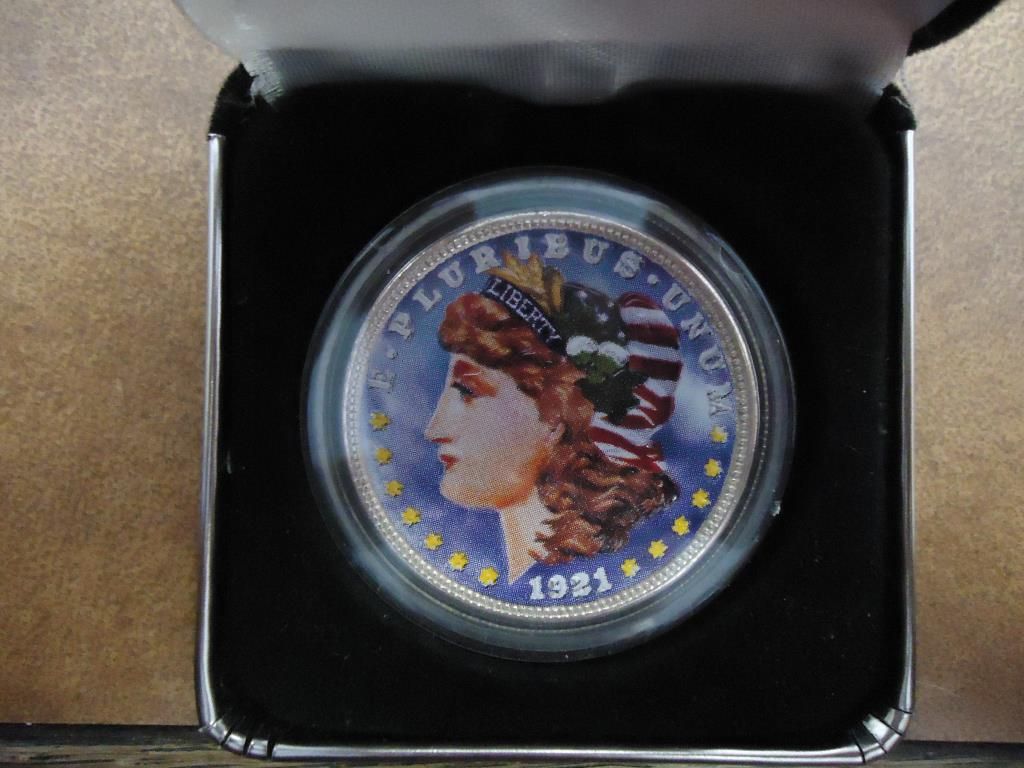 E · PLURIBUS · UNUM
LIBERTY
1921